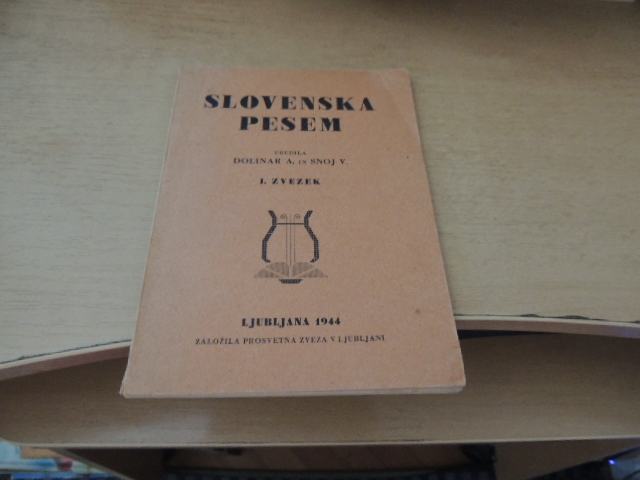 SLOVENSKA
PESEM
UREDILA
DOLINAR A. IN SNOJ V.
I. ZVEZEK
LJUBLJANA 1944
ZALOŽILA PROSVETNA ZVEZA V LJUBLJANI